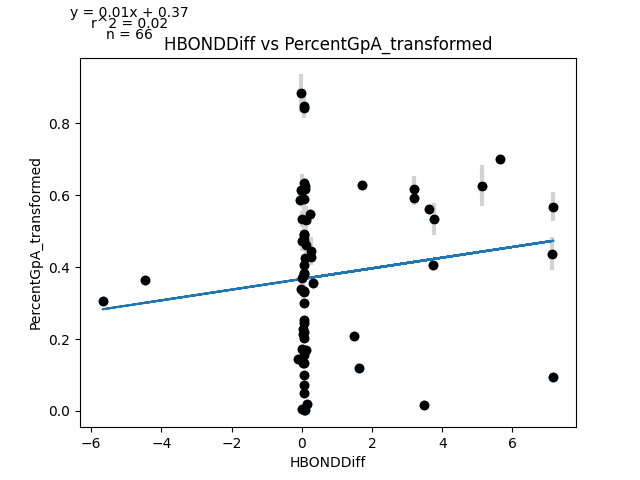 y = 0.01x + 0.37
r^2 = 0.02
n = 66
HBONDDiff vs PercentGpA_transformed
PercentGpA_transformed
0.8
0.6
0.4
0.2
0.0
−6
−4
−2
0
2
4
6
HBONDDiff